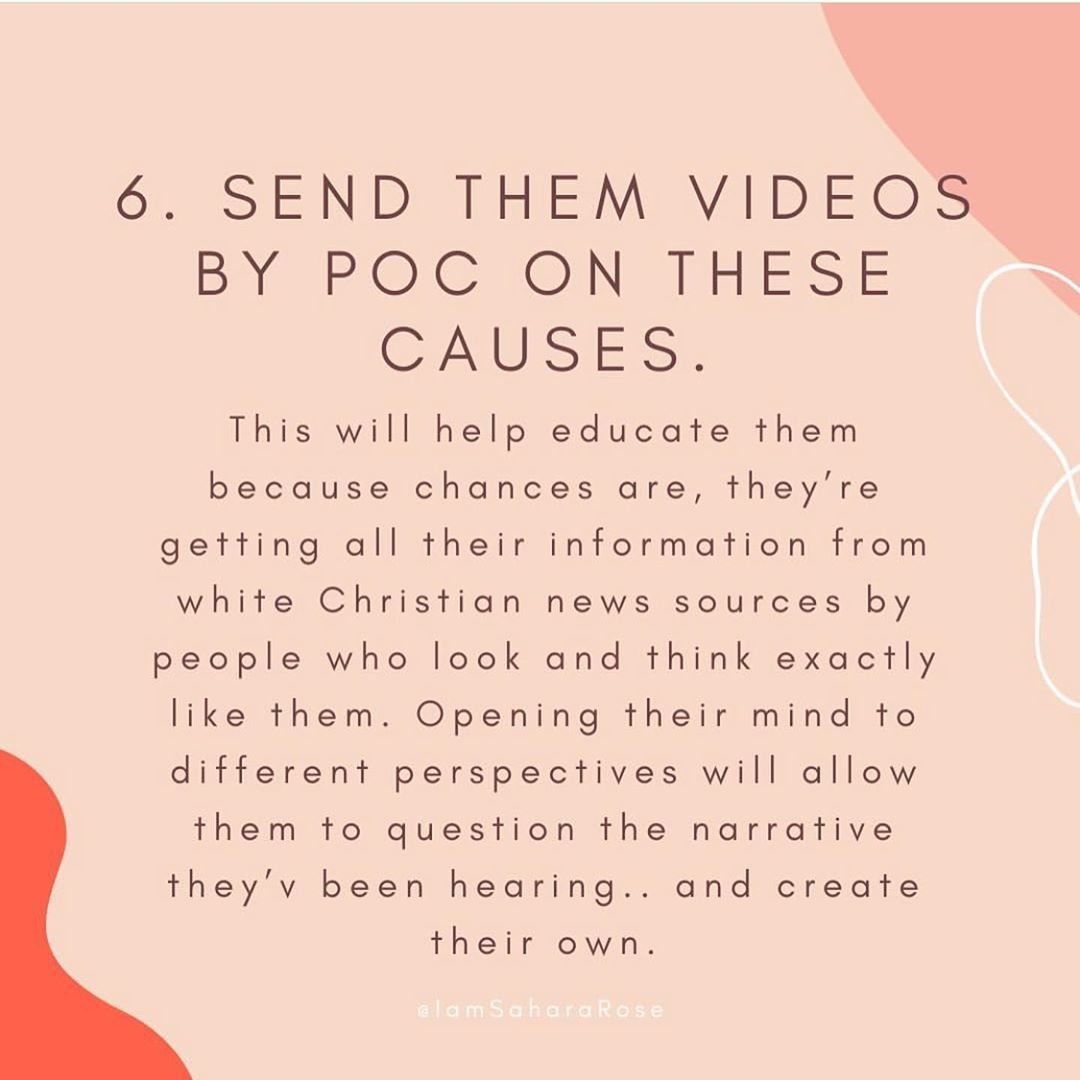 6. SEND THEM VIDEOS
BY POC ON THESE
CAUSES.
This will help educate them
because chances are, they're
getting all their information from
white Christian news sources by
people who look and think exactly
like them. Opening their mind to
different perspectives will allow
them to question the narrative
they'v been hearing.. and create
their own.
@IamSaharaRose